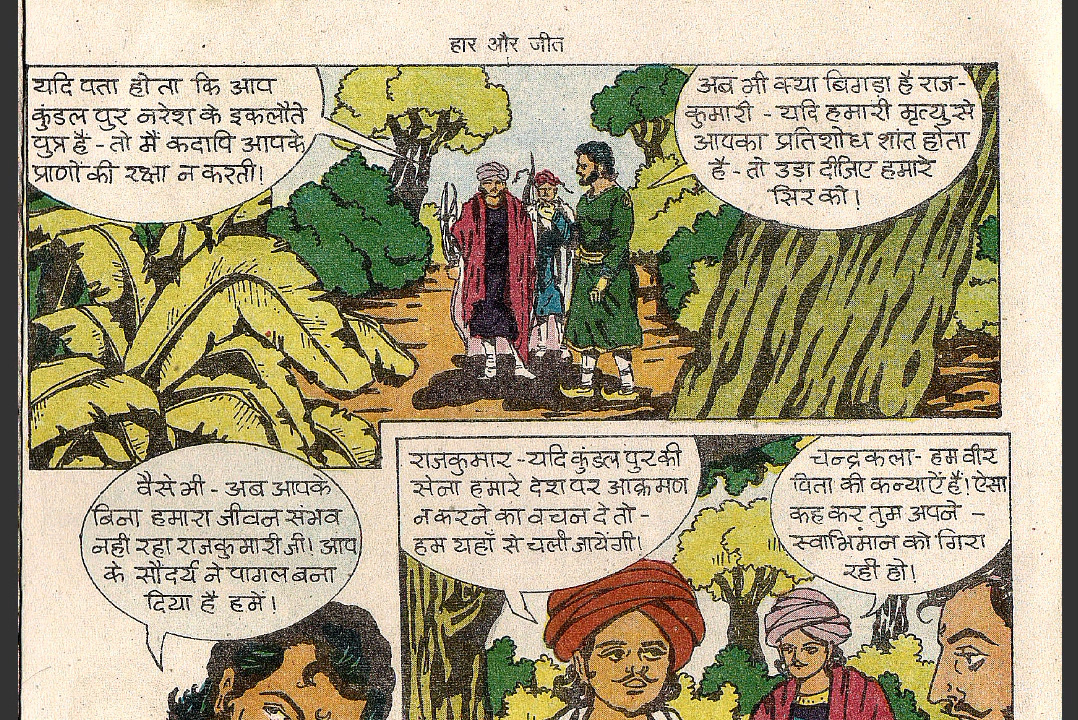 हार और जीत
यदि पता होता कि आप
कुंडलपुर नरेश के इकलौते
पुत्र हैं - तो मैं कदापि आपके
प्राणों की रक्षा न करती!
अब भी क्या बिगड़ा है राज-
कुमारी - यदि हमारी मृत्यु से
आपका प्रतिशोध शांत होता
है - तो उड़ा दीजिए हमारे
सिर को!
वैसे भी - अब आपके
बिना हमारा जीवन संभव
नहीं रहा राजकुमारी जी! आप
के सौंदर्य ने पागल बना
दिया है हमें!
राजकुमार - यदि कुंडलपुर की
सेना हमारे देश पर आक्रमण
न करने का वचन दे तो -
हम यहाँ से चली जायेंगी!
चन्द्रकला - हम वीर
पिता की कन्याऐं हैं! ऐसा
कह कर तुम अपने -
स्वाभिमान को गिरा
रही हो!